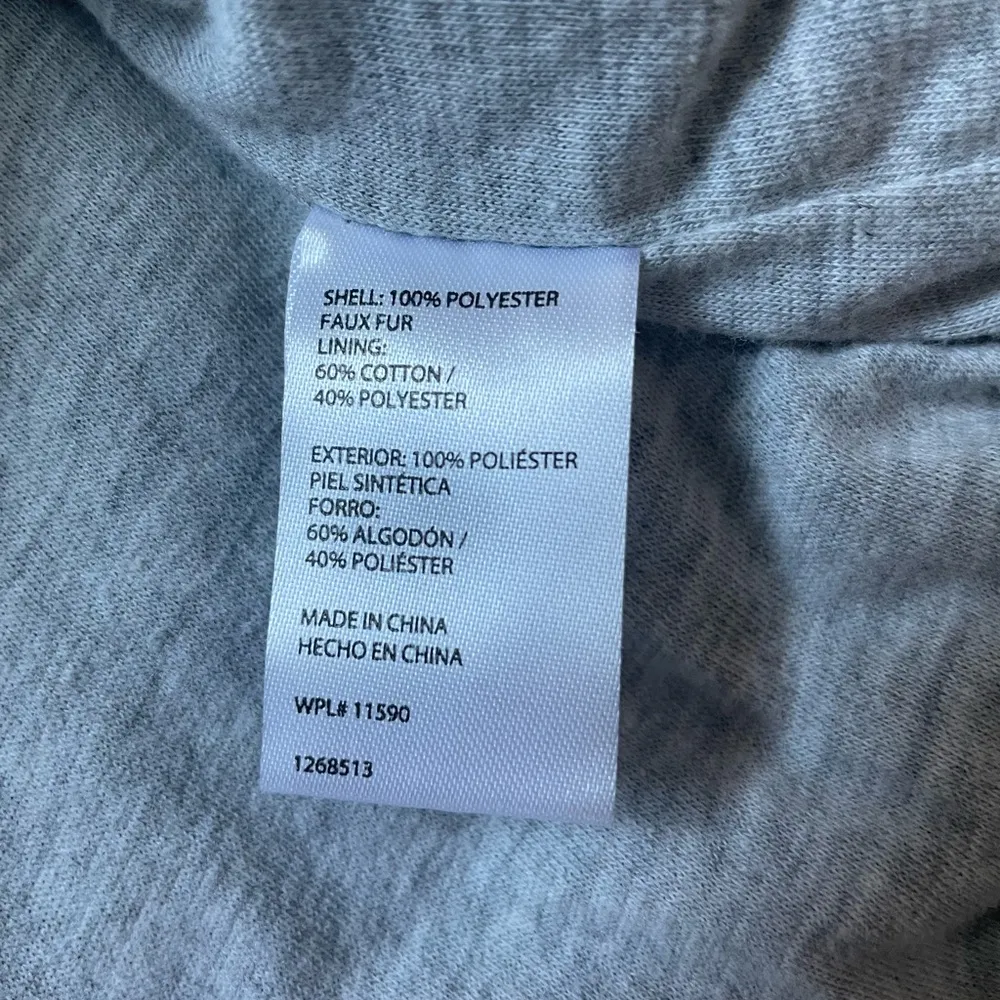 SHELL: 100% POLYESTER
FAUX FUR
LINING:
60% COTTON /
40% POLYESTER
EXTERIOR: 100% POLIÉSTER
PIEL SINTÉTICA
FORRO:
60% ALGODÓN /
40% POLIÉSTER
MADE IN CHINA
HECHO EN CHINA
WPL# 11590
1268513